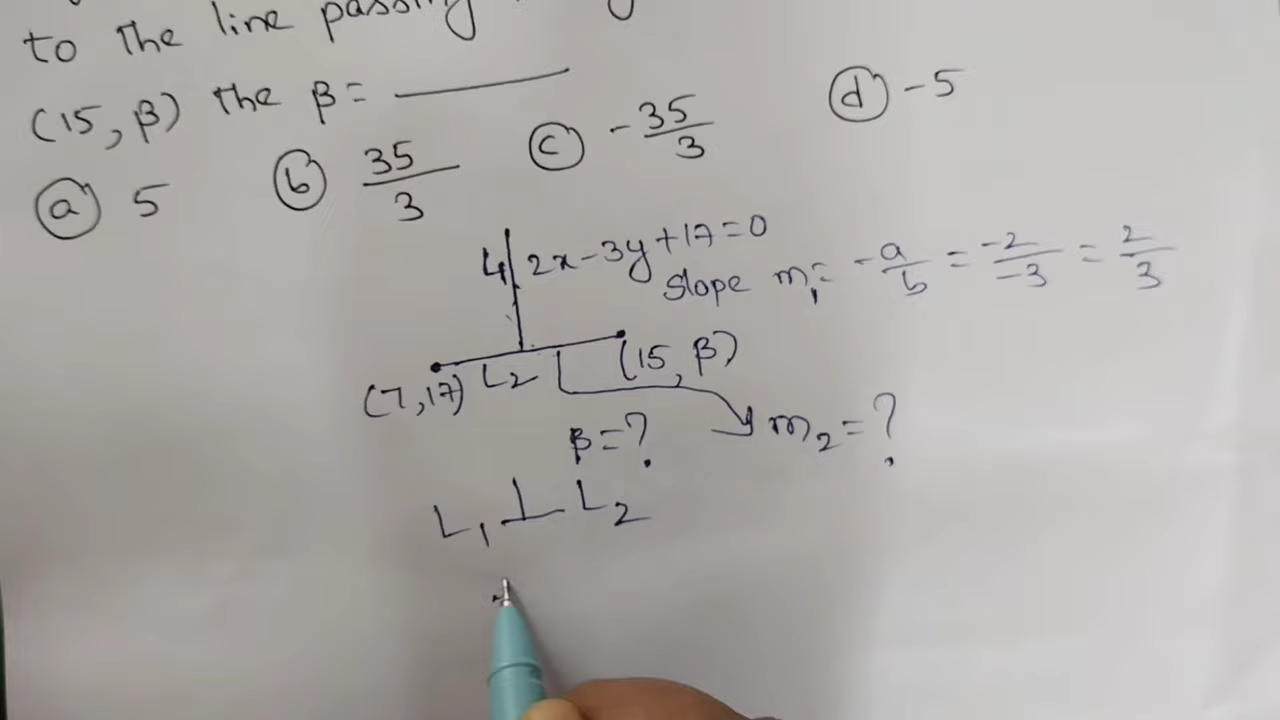 to the line passing
(15, β) the β = ______
(a) 5 (b) 35/3 (c) -35/3 (d) -5
L1 2x - 3y + 17 = 0
slope m1 = -a/b = -2/-3 = 2/3
(7, 17) L2 (15, β)
β = ? m2 = ?
L1 ⊥ L2